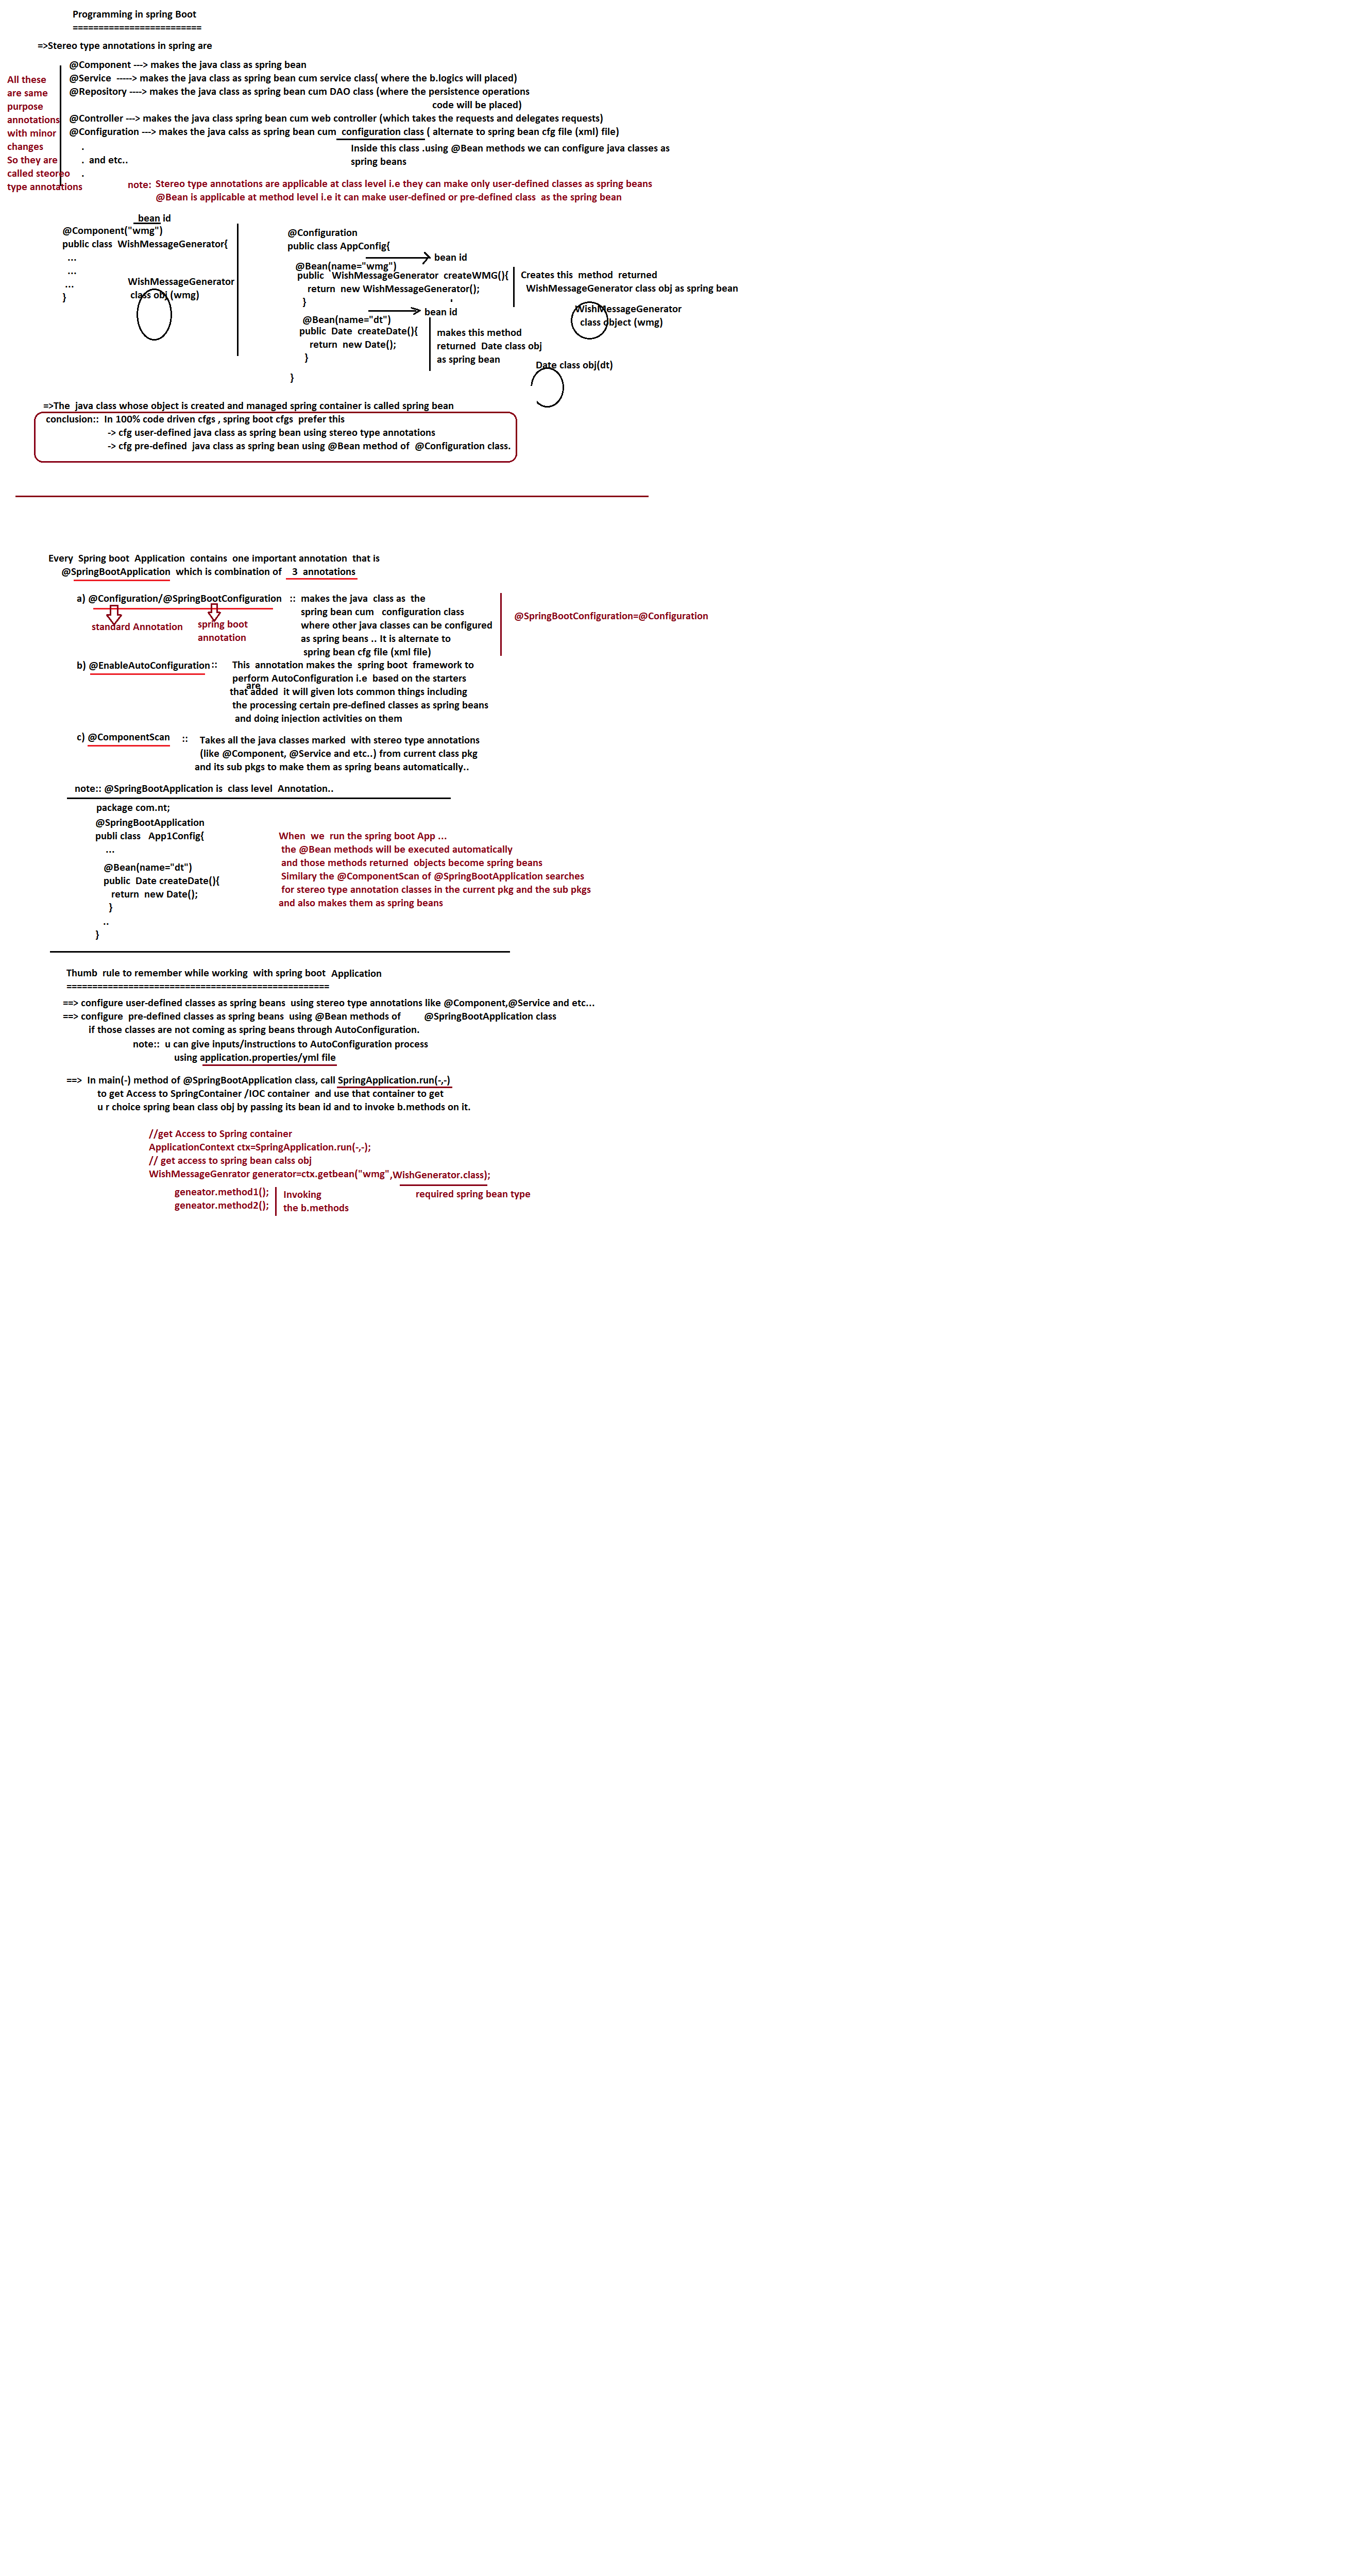 Programming in spring Boot
=========================
=>Stereo type annotations in spring are
@Component ---> makes the java class as spring bean
@Service -----> makes the java class as spring bean cum service class( where the b.logics will placed)
@Repository ----> makes the java class as spring bean cum DAO class (where the persistence operations
code will be placed)
@Controller ---> makes the java class spring bean cum web controller (which takes the requests and delegates requests)
@Configuration ---> makes the java calss as spring bean cum configuration class ( alternate to spring bean cfg file (xml) file)
.
. and etc..
.
Inside this class .using @Bean methods we can configure java classes as
spring beans
All these
are same
purpose
annotations
with minor
changes
So they are
called steoreo
type annotations
note: Stereo type annotations are applicable at class level i.e they can make only user-defined classes as spring beans
@Bean is applicable at method level i.e it can make user-defined or pre-defined class as the spring bean
bean id
@Component("wmg")
public class WishMessageGenerator{
...
...
...
}
WishMessageGenerator
class obj (wmg)
@Configuration
public class AppConfig{
bean id
@Bean(name="wmg")
public WishMessageGenerator createWMG(){
return new WishMessageGenerator();
}
Creates this method returned
WishMessageGenerator class obj as spring bean
WishMessageGenerator
class object (wmg)
bean id
@Bean(name="dt")
public Date createDate(){
return new Date();
}
}
makes this method
returned Date class obj
as spring bean
Date class obj(dt)
=>The java class whose object is created and managed spring container is called spring bean
conclusion:: In 100% code driven cfgs , spring boot cfgs prefer this
-> cfg user-defined java class as spring bean using stereo type annotations
-> cfg pre-defined java class as spring bean using @Bean method of @Configuration class.
Every Spring boot Application contains one important annotation that is
@SpringBootApplication which is combination of 3 annotations
a) @Configuration/@SpringBootConfiguration :: makes the java class as the
spring bean cum configuration class
where other java classes can be configured
as spring beans .. It is alternate to
spring bean cfg file (xml file)
standard Annotation
spring boot
annotation
@SpringBootConfiguration=@Configuration
b) @EnableAutoConfiguration :: This annotation makes the spring boot framework to
perform AutoConfiguration i.e based on the starters
are
that added it will given lots common things including
the processing certain pre-defined classes as spring beans
and doing injection activities on them
c) @ComponentScan :: Takes all the java classes marked with stereo type annotations
(like @Component, @Service and etc..) from current class pkg
and its sub pkgs to make them as spring beans automatically..
note:: @SpringBootApplication is class level Annotation..
package com.nt;
@SpringBootApplication
publi class App1Config{
...
@Bean(name="dt")
public Date createDate(){
return new Date();
}
..
}
When we run the spring boot App ...
the @Bean methods will be executed automatically
and those methods returned objects become spring beans
Similary the @ComponentScan of @SpringBootApplication searches
for stereo type annotation classes in the current pkg and the sub pkgs
and also makes them as spring beans
Thumb rule to remember while working with spring boot Application
===================================================
==> configure user-defined classes as spring beans using stereo type annotations like @Component,@Service and etc...
==> configure pre-defined classes as spring beans using @Bean methods of @SpringBootApplication class
if those classes are not coming as spring beans through AutoConfiguration.
note:: u can give inputs/instructions to AutoConfiguration process
using application.properties/yml file
==> In main(-) method of @SpringBootApplication class, call SpringApplication.run(-,-)
to get Access to SpringContainer /IOC container and use that container to get
u r choice spring bean class obj by passing its bean id and to invoke b.methods on it.
//get Access to Spring container
ApplicationContext ctx=SpringApplication.run(-,-);
// get access to spring bean calss obj
WishMessageGenrator generator=ctx.getbean("wmg",WishGenerator.class);
geneator.method1();
geneator.method2();
Invoking
the b.methods
required spring bean type